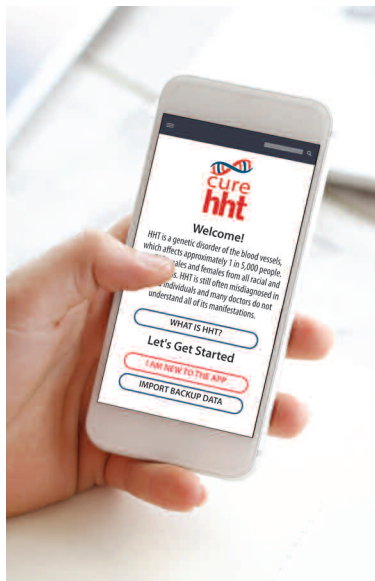 cure
hht
Welcome!
HHT is a genetic disorder of the blood vessels,
which affects approximately 1 in 5,000 people.
males and females from all racial and
HHT is still often misdiagnosed in
individuals and many doctors do not
understand all of its manifestations.
WHAT IS HHT?
Let's Get Started
I AM NEW TO THE APP
IMPORT BACKUP DATA